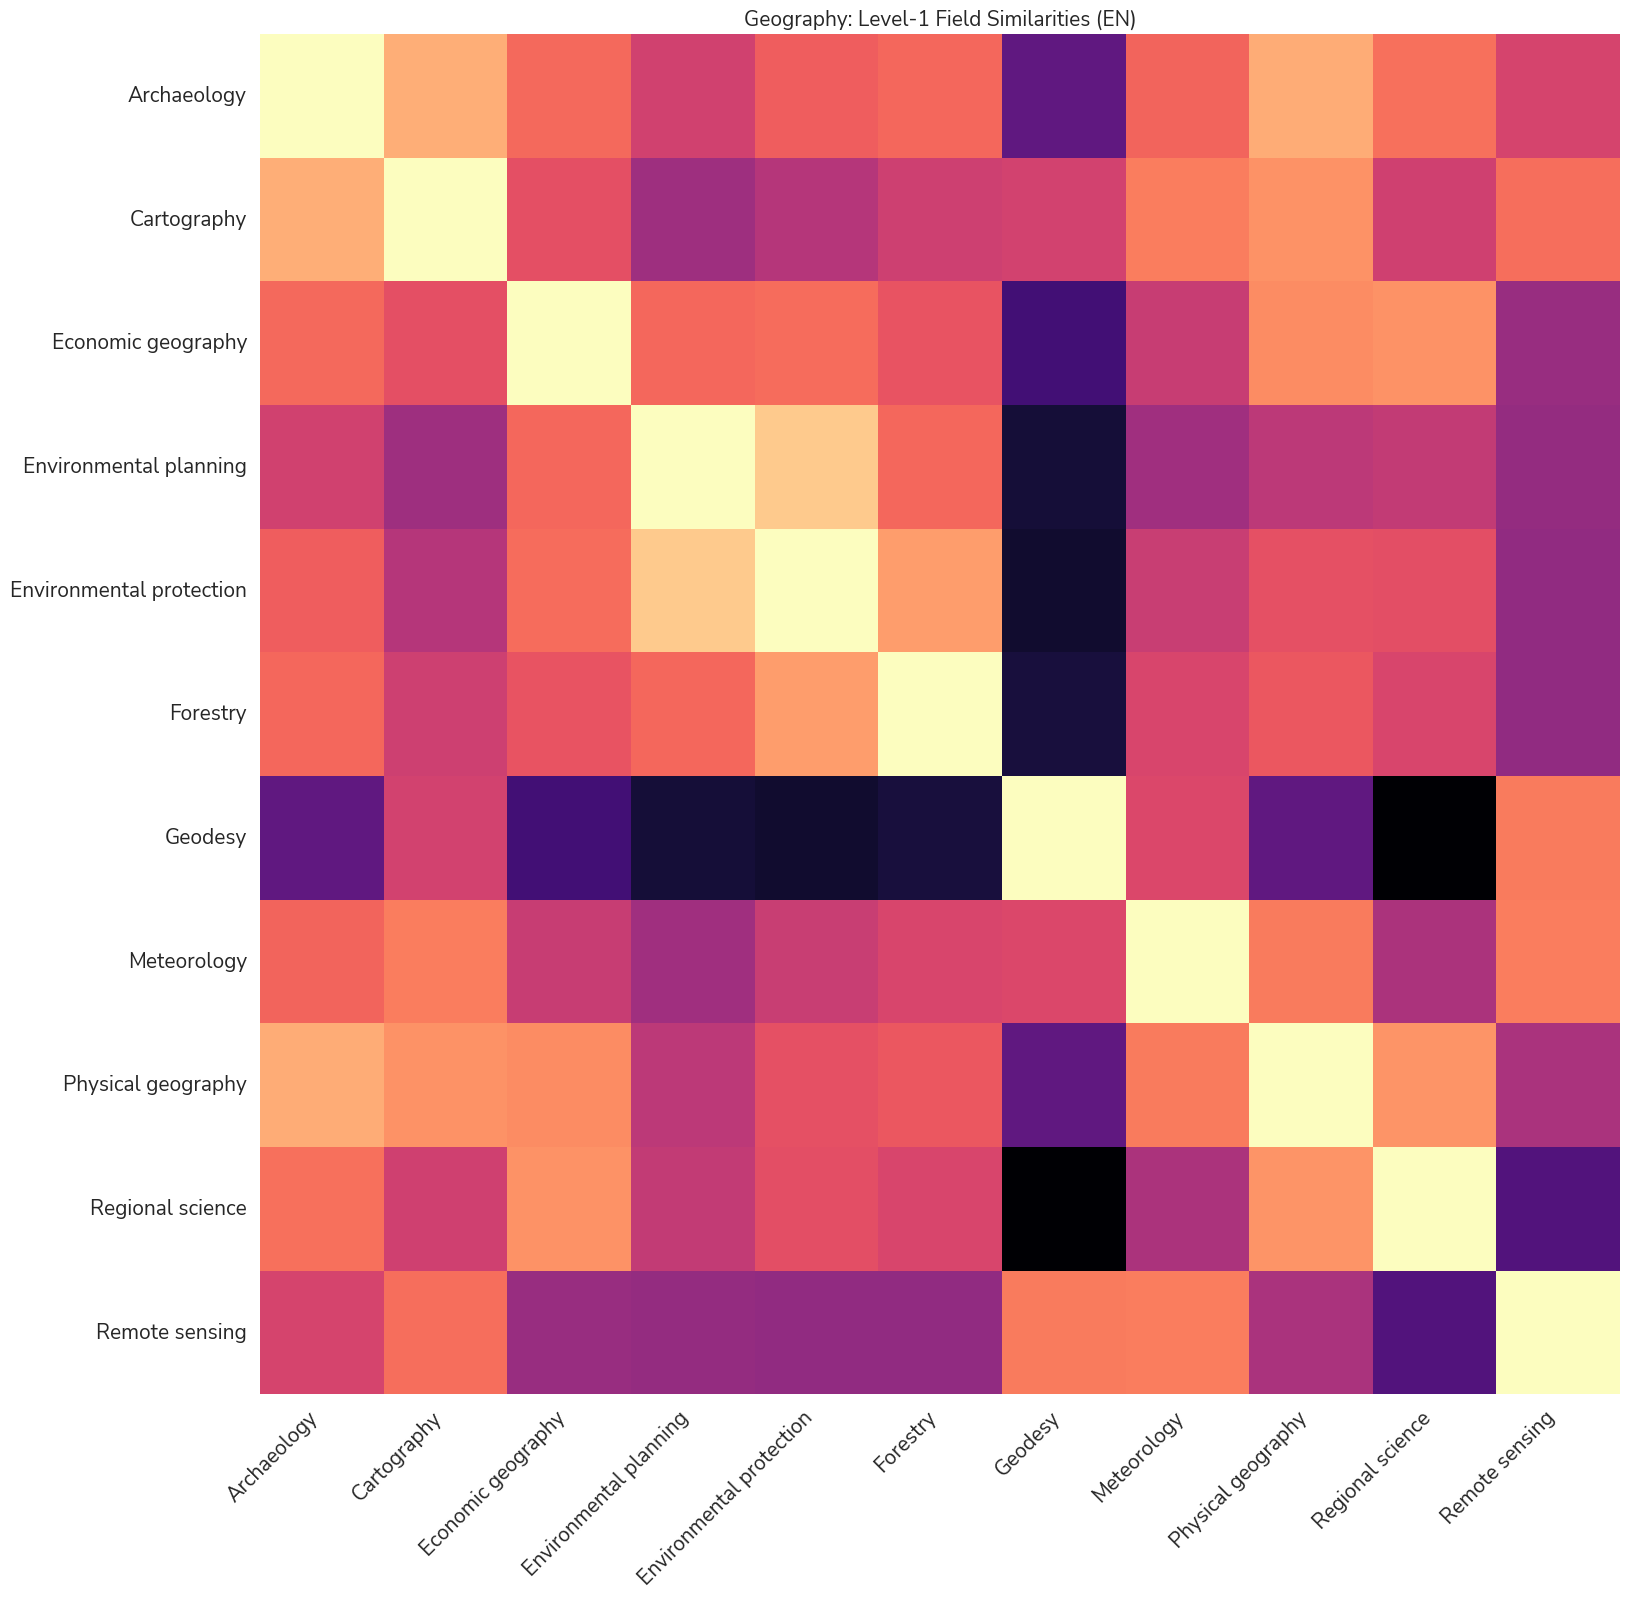 Geography: Level-1 Field Similarities (EN)
Archaeology
Cartography
Economic geography
Environmental planning
Environmental protection
Forestry
Geodesy
Meteorology
Physical geography
Regional science
Remote sensing
Archaeology
Cartography
Economic geography
Environmental planning
Environmental protection
Forestry
Geodesy
Meteorology
Physical geography
Regional science
Remote sensing